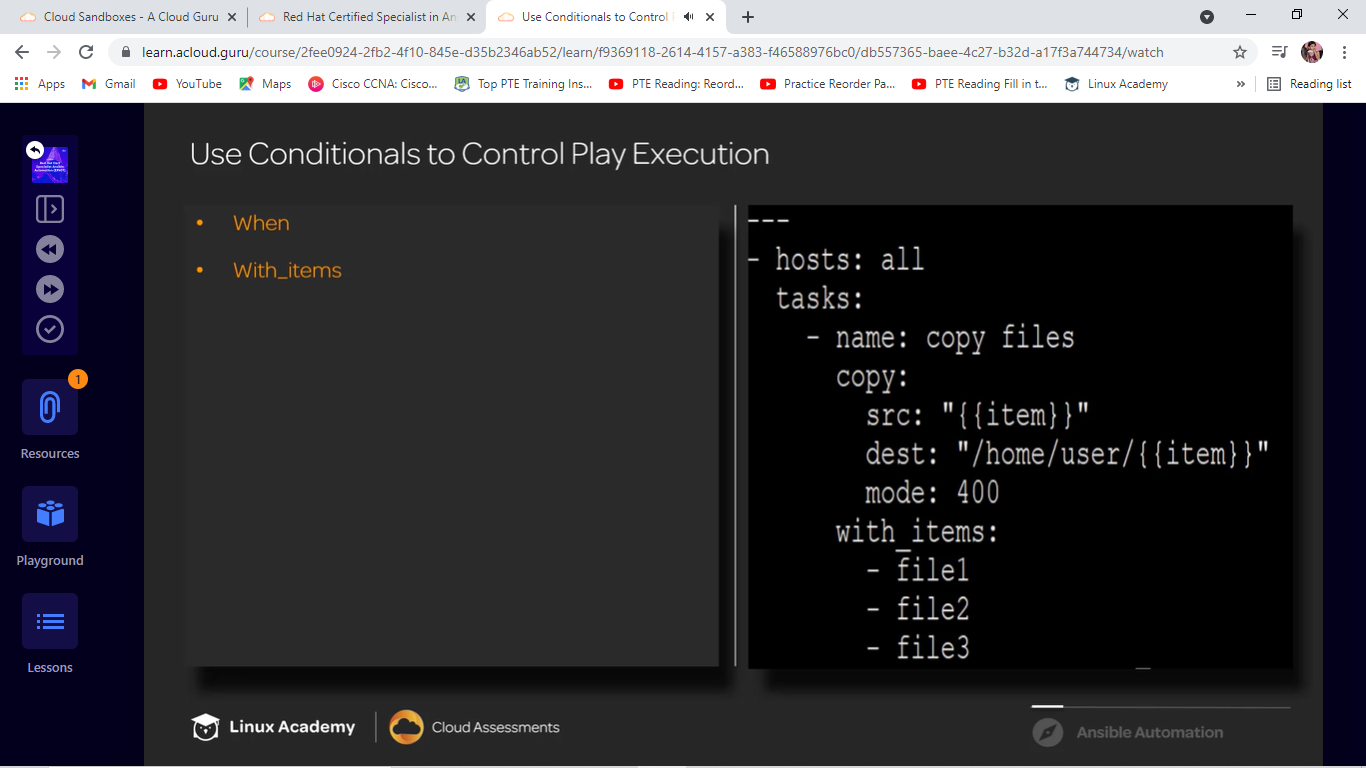 Cloud Sandboxes - A Cloud Guru
Red Hat Certified Specialist in An
Use Conditionals to Control
learn.acloud.guru/course/2fee0924-2fb2-4f10-845e-d35b2346ab52/learn/f9369118-2614-4157-a383-f46588976bc0/db557365-baee-4c27-b32d-a17f3a744734/watch
Apps Gmail YouTube Maps Cisco CCNA: Cisco... Top PTE Training Ins... PTE Reading: Reord... Practice Reorder Pa... PTE Reading Fill in t... Linux Academy » Reading list
Use Conditionals to Control Play Execution
• When
• With_items
---
- hosts: all
tasks:
- name: copy files
copy:
src: "{{item}}"
dest: "/home/user/{{item}}"
mode: 400
with_items:
- file1
- file2
- file3
1
Resources
Playground
Lessons
Linux Academy
Cloud Assessments
Ansible Automation